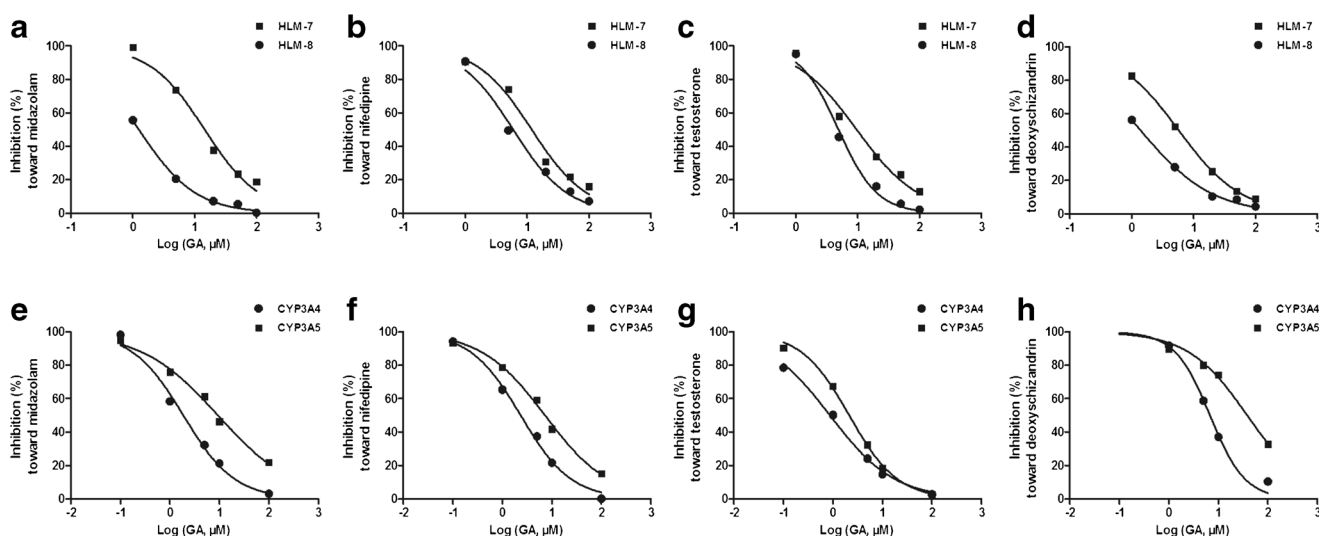 a
HLM-7
HLM-8
Inhibition (%)
toward midazolam
100
80
60
40
20
0
-1 0 1 2 3
Log (GA, µM)
b
HLM-7
HLM-8
Inhibition (%)
toward nifedipine
100
80
60
40
20
0
-1 0 1 2 3
Log (GA, µM)
c
HLM-7
HLM-8
Inhibition (%)
toward testosterone
100
80
60
40
20
0
-1 0 1 2 3
Log (GA, µM)
d
HLM-7
HLM-8
Inhibition (%)
toward deoxyschizandrin
100
80
60
40
20
0
-1 0 1 2 3
Log (GA, µM)
e
CYP3A4
CYP3A5
Inhibition (%)
toward midazolam
100
80
60
40
20
0
-2 -1 0 1 2 3
Log (GA, µM)
f
CYP3A4
CYP3A5
Inhibition (%)
toward nifedipine
100
80
60
40
20
0
-2 -1 0 1 2 3
Log (GA, µM)
g
CYP3A4
CYP3A5
Inhibition (%)
toward testosterone
100
80
60
40
20
0
-2 -1 0 1 2 3
Log (GA, µM)
h
CYP3A4
CYP3A5
Inhibition (%)
toward deoxyschizandrin
100
80
60
40
20
0
-2 -1 0 1 2 3
Log (GA, µM)